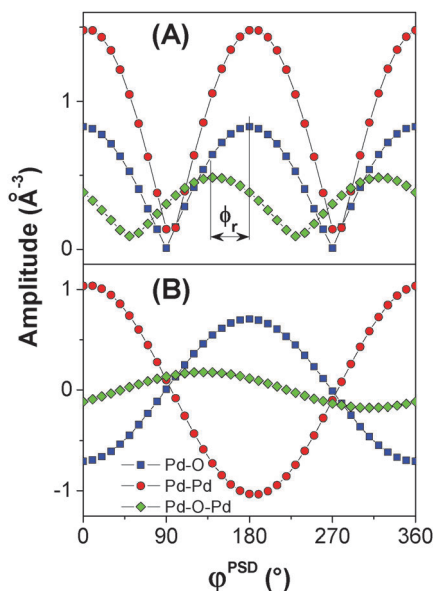 (A)
1
0
ϕr
Amplitude (Å-3)
(B)
1
0
-1
Pd-O
Pd-Pd
Pd-O-Pd
0 90 180 270 360
φPSD (°)